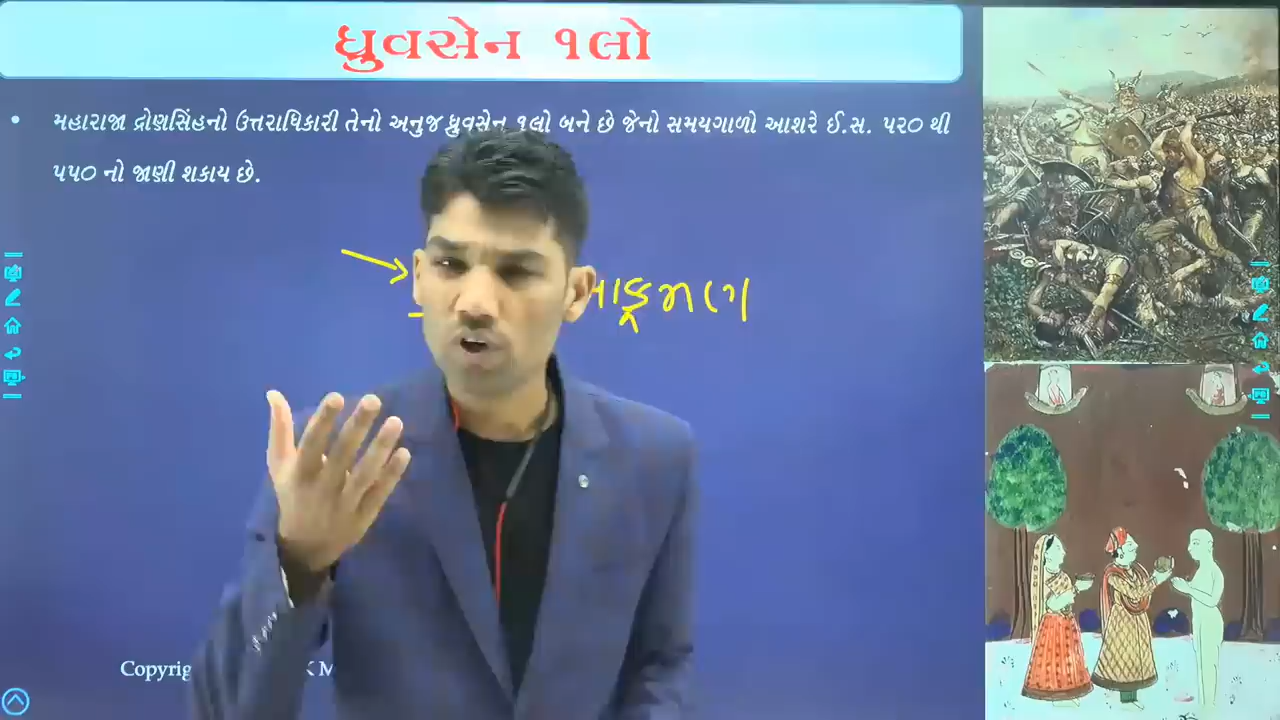 ધ્રુવસેન ૧લો
• મહારાજા દ્રોણસિંહનો ઉત્તરાધિકારી તેનો અનુજ ધ્રુવસેન ૧લો બને છે જેનો સમયગાળો આશરે ઈ.સ. ૫૨૦ થી
૫૫૦ નો જાણી શકાય છે.